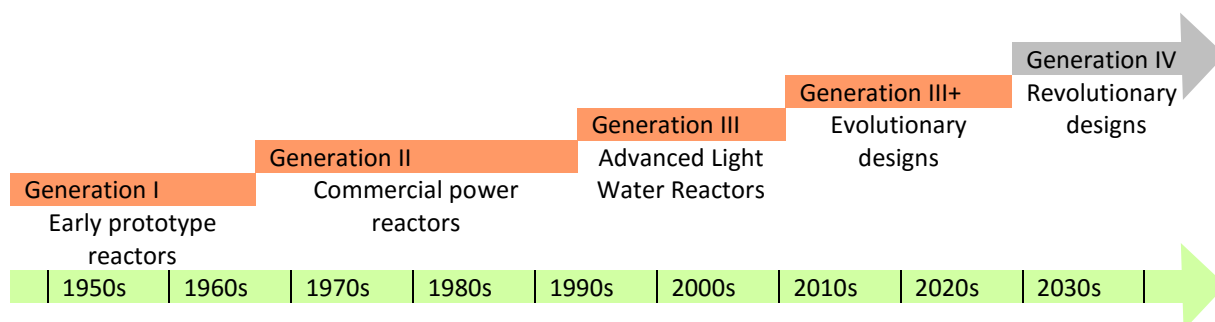 Generation I
Early prototype
reactors
Generation II
Commercial power
reactors
Generation III
Advanced Light
Water Reactors
Generation III+
Evolutionary
designs
Generation IV
Revolutionary
designs
1950s 1960s 1970s 1980s 1990s 2000s 2010s 2020s 2030s